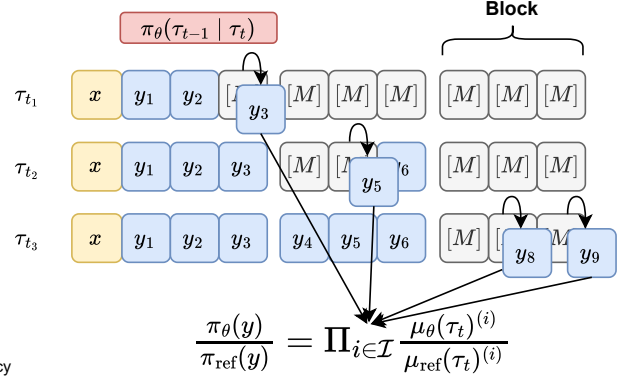 Block
π_θ(τ_{t−1} | τ_t)
τ_{t_1} x y_1 y_2 [M] y_3 [M] [M] [M] [M] [M] [M]
τ_{t_2} x y_1 y_2 y_3 [M] [M] y_5 y_6 [M] [M] [M]
τ_{t_3} x y_1 y_2 y_3 y_4 y_5 y_6 [M] [M] y_8 [M] y_9
π_θ(y) / π_ref(y) = Π_{i∈ℐ} μ_θ(τ_t)^{(i)} / μ_ref(τ_t)^{(i)}
cy